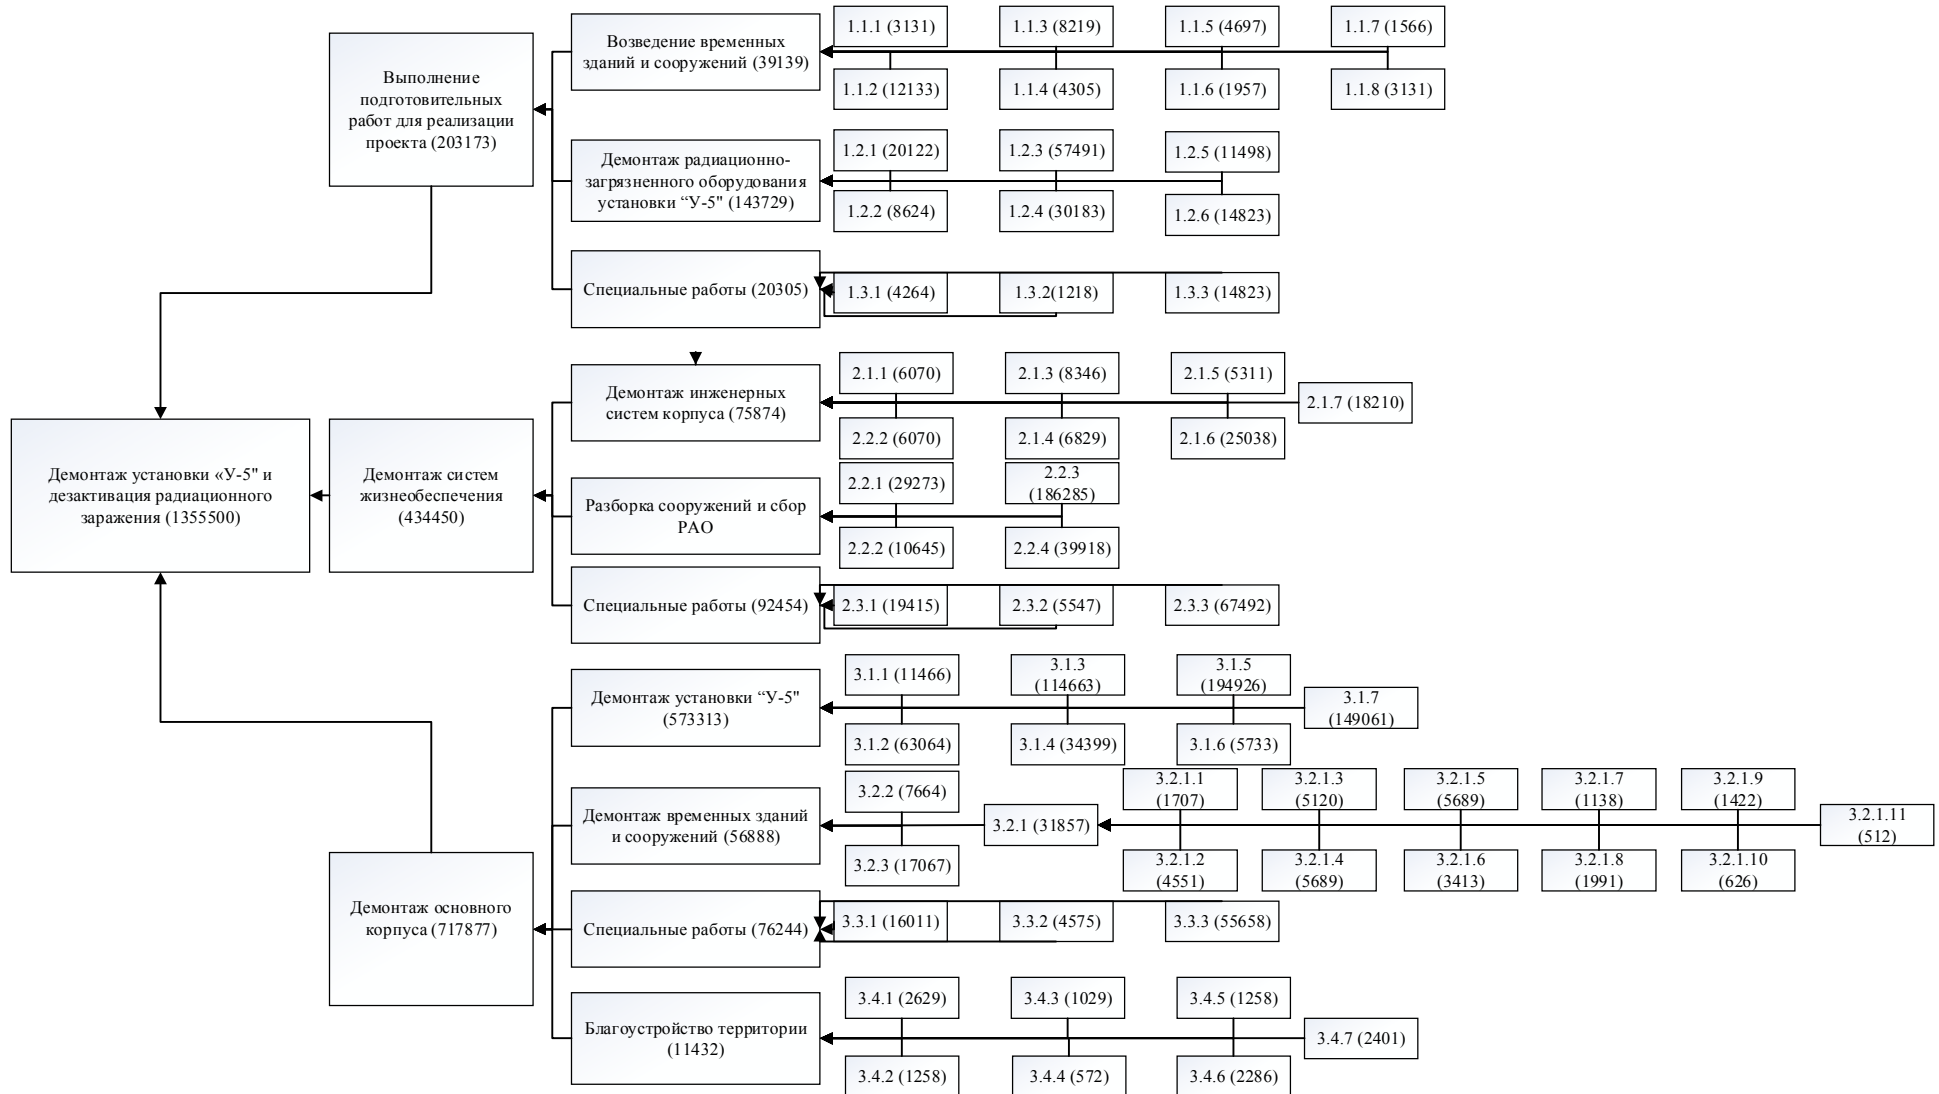 1.1.1 (3131)
1.1.3 (8219)
1.1.5 (4697)
1.1.7 (1566)
Возведение временных
зданий и сооружений (39139)
1.1.2 (12133)
1.1.4 (4305)
1.1.6 (1957)
1.1.8 (3131)
Выполнение
подготовительных
работ для реализации
проекта (203173)
1.2.1 (20122)
1.2.3 (57491)
1.2.5 (11498)
Демонтаж радиационно-
загрязненного оборудования
установки “У-5" (143729)
1.2.2 (8624)
1.2.4 (30183)
1.2.6 (14823)
Специальные работы (20305)
1.3.1 (4264)
1.3.2(1218)
1.3.3 (14823)
2.1.1 (6070)
2.1.3 (8346)
2.1.5 (5311)
2.1.7 (18210)
Демонтаж инженерных
систем корпуса (75874)
2.2.2 (6070)
2.1.4 (6829)
2.1.6 (25038)
Демонтаж установки «У-5" и
дезактивация радиационного
заражения (1355500)
Демонтаж систем
жизнеобеспечения
(434450)
2.2.1 (29273)
2.2.3
(186285)
Разборка сооружений и сбор
РАО
2.2.2 (10645)
2.2.4 (39918)
Специальные работы (92454)
2.3.1 (19415)
2.3.2 (5547)
2.3.3 (67492)
3.1.1 (11466)
3.1.3
(114663)
3.1.5
(194926)
3.1.7
(149061)
Демонтаж установки “У-5"
(573313)
3.1.2 (63064)
3.1.4 (34399)
3.1.6 (5733)
3.2.2 (7664)
3.2.1.1
(1707)
3.2.1.3
(5120)
3.2.1.5
(5689)
3.2.1.7
(1138)
3.2.1.9
(1422)
3.2.1.11
(512)
Демонтаж временных зданий
и сооружений (56888)
3.2.1 (31857)
3.2.3 (17067)
3.2.1.2
(4551)
3.2.1.4
(5689)
3.2.1.6
(3413)
3.2.1.8
(1991)
3.2.1.10
(626)
Демонтаж основного
корпуса (717877)
Специальные работы (76244)
3.3.1 (16011)
3.3.2 (4575)
3.3.3 (55658)
3.4.1 (2629)
3.4.3 (1029)
3.4.5 (1258)
3.4.7 (2401)
Благоустройство территории
(11432)
3.4.2 (1258)
3.4.4 (572)
3.4.6 (2286)